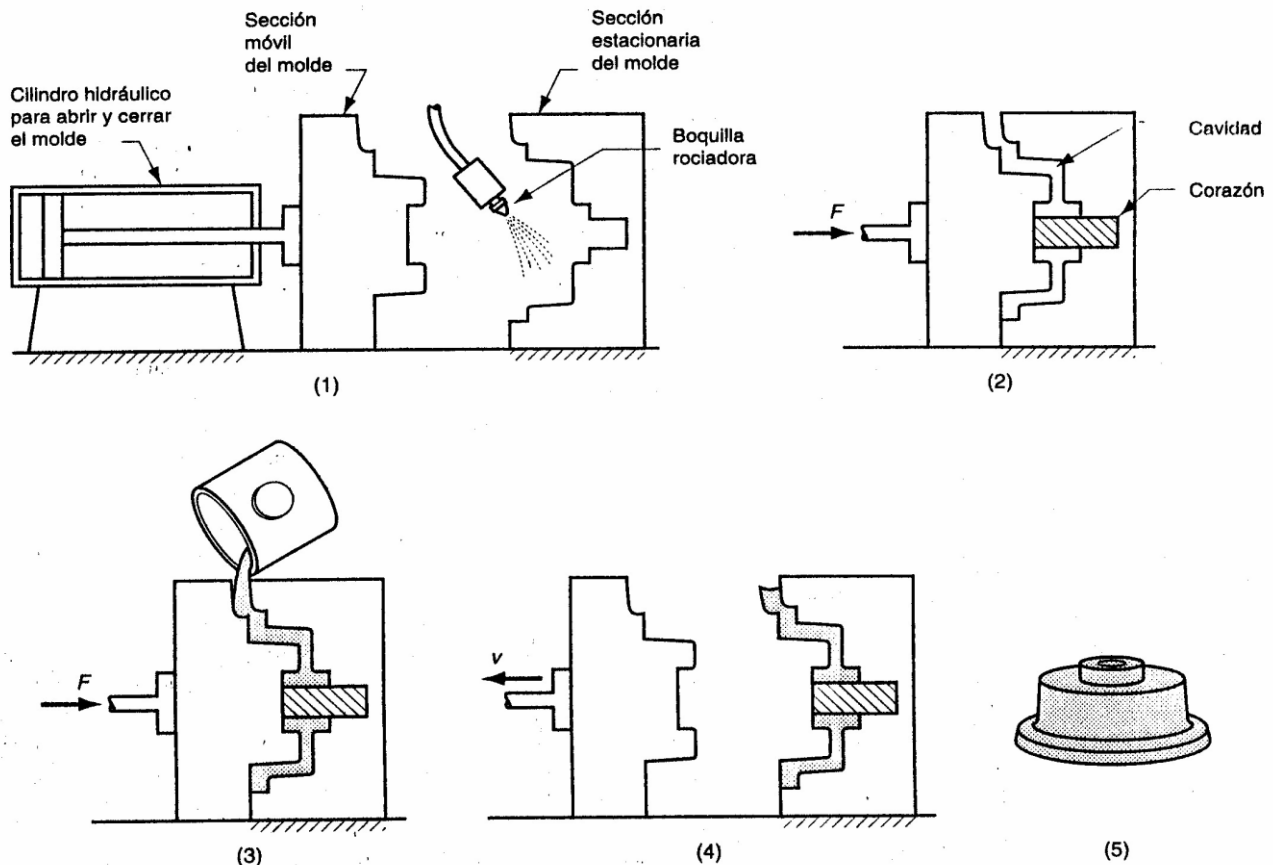 Sección
móvil
del molde
Sección
estacionaria
del molde
Cilindro hidráulico
para abrir y cerrar
el molde
Boquilla
rociadora
Cavidad
Corazón
F
(1)
(2)
F
v
(3)
(4)
(5)